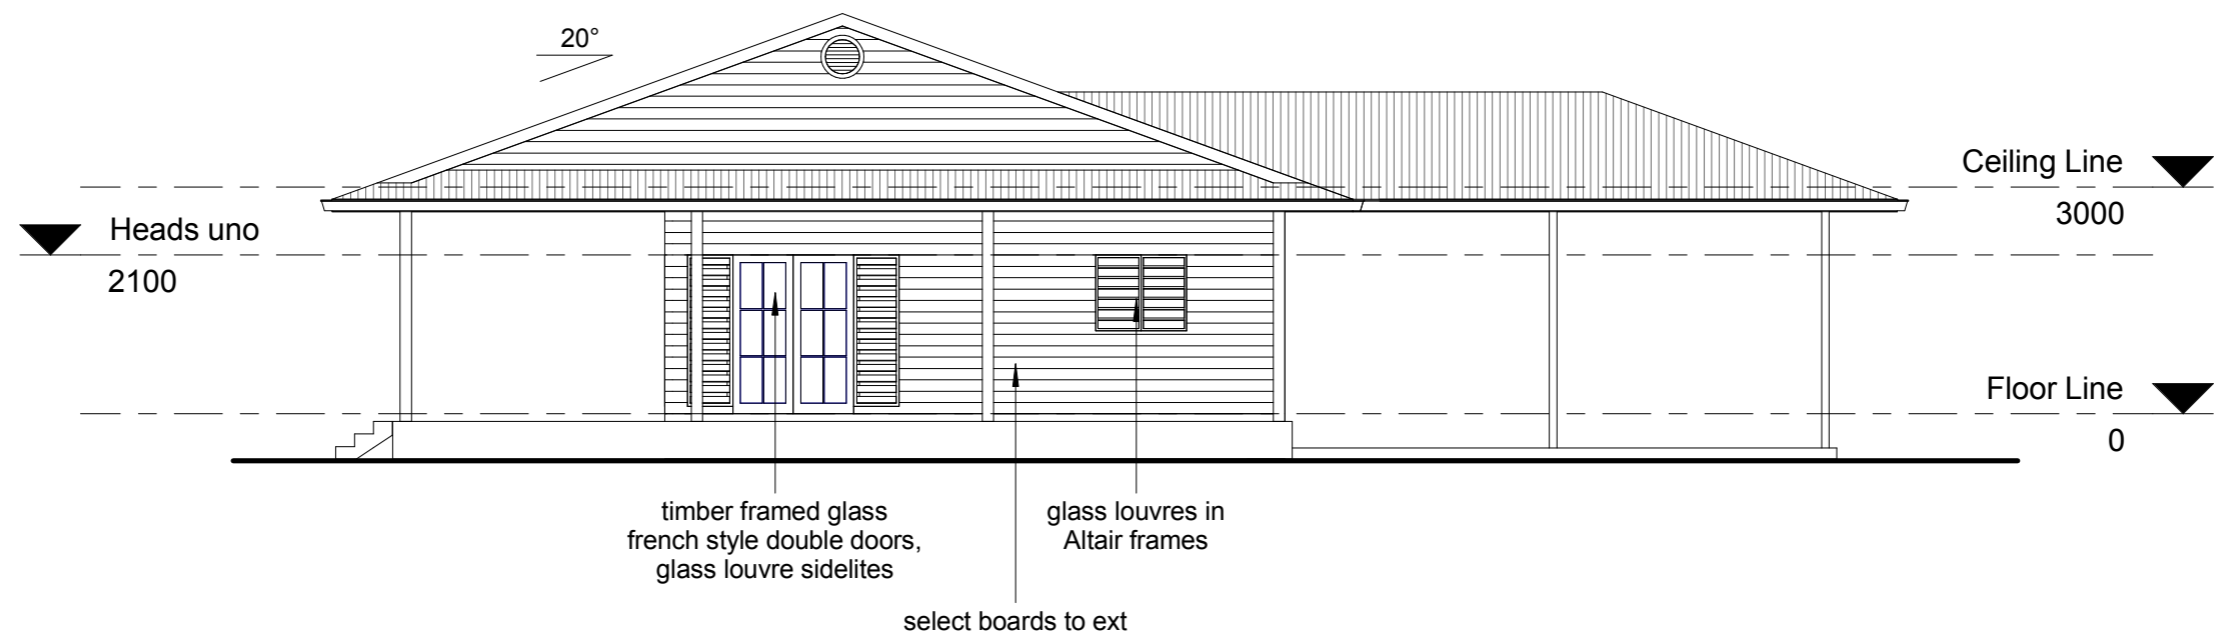 20°
Ceiling Line
3000
Heads uno
2100
Floor Line
0
timber framed glass
french style double doors,
glass louvre sidelites
glass louvres in
Altair frames
select boards to ext